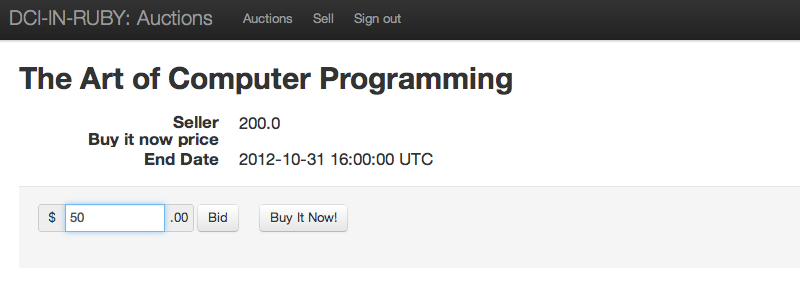 DCI-IN-RUBY: Auctions Auctions Sell Sign out
The Art of Computer Programming
Seller 200.0
Buy it now price
End Date 2012-10-31 16:00:00 UTC
$ 50 .00 Bid Buy It Now!